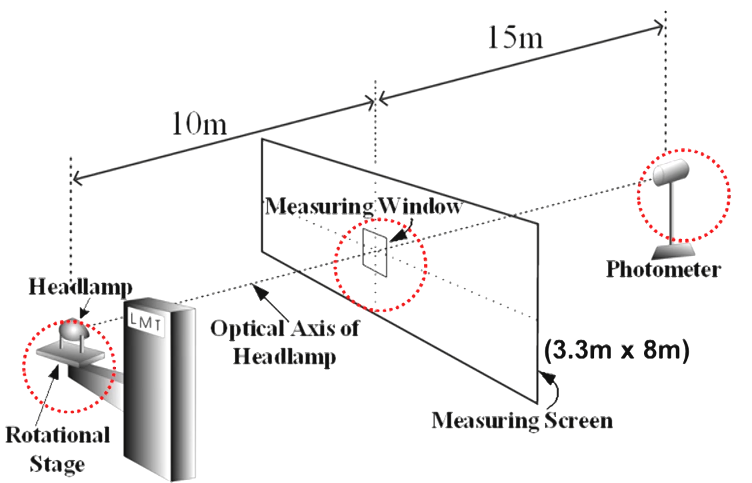 15m
10m
Measuring Window
Headlamp
LMT
Photometer
Optical Axis of
Headlamp
(3.3m x 8m)
Measuring Screen
Rotational
Stage